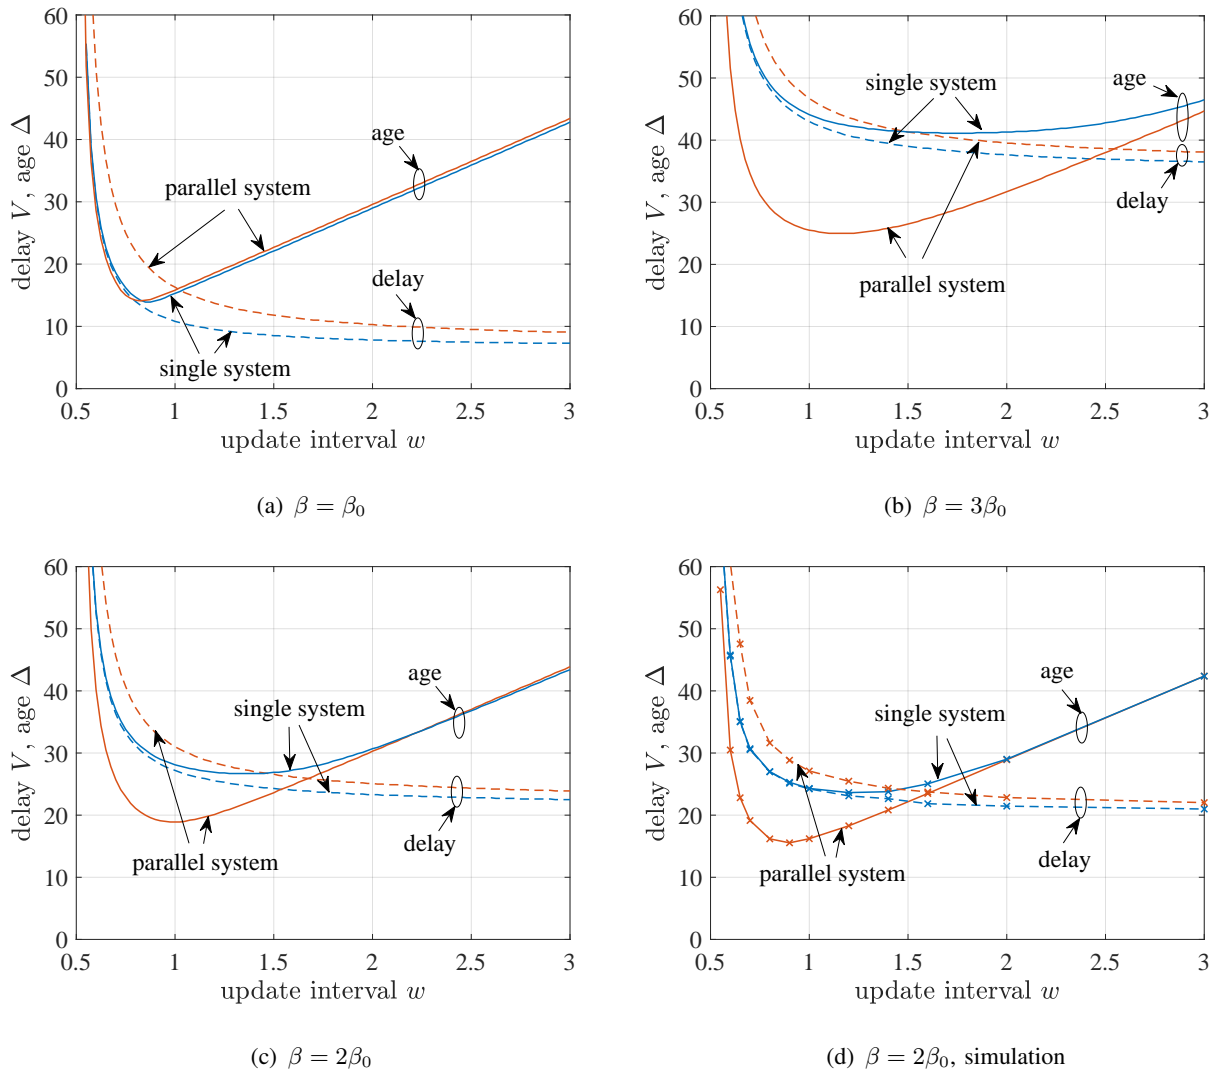 60
50
40
30
20
10
0
delay V, age Δ
age
parallel system
delay
single system
0.5 1 1.5 2 2.5 3
update interval w
(a) β = β₀
60
50
40
30
20
10
0
delay V, age Δ
age
single system
delay
parallel system
0.5 1 1.5 2 2.5 3
update interval w
(b) β = 3β₀
60
50
40
30
20
10
0
delay V, age Δ
age
single system
delay
parallel system
0.5 1 1.5 2 2.5 3
update interval w
(c) β = 2β₀
60
50
40
30
20
10
0
delay V, age Δ
age
single system
delay
parallel system
0.5 1 1.5 2 2.5 3
update interval w
(d) β = 2β₀, simulation